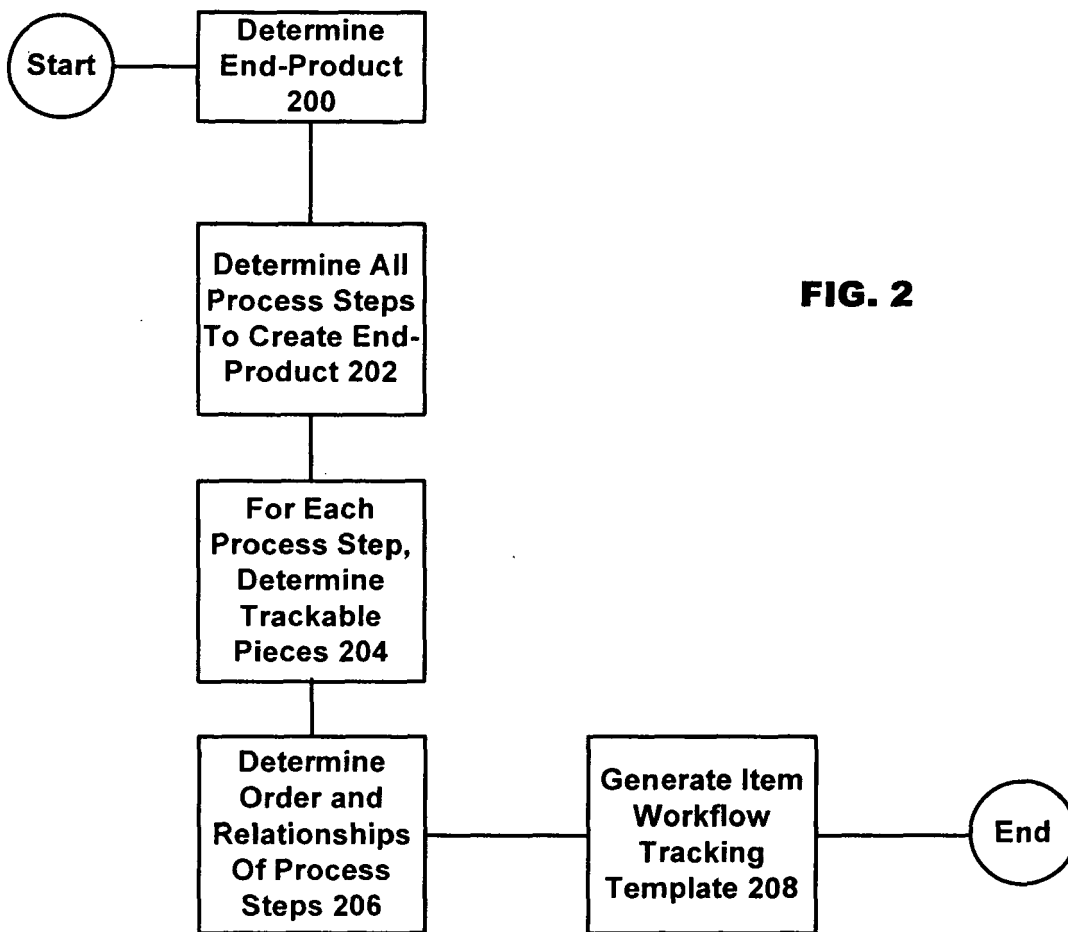 Start
Determine
End-Product
200
Determine All
Process Steps
To Create End-
Product 202
FIG. 2
For Each
Process Step,
Determine
Trackable
Pieces 204
Determine
Order and
Relationships
Of Process
Steps 206
Generate Item
Workflow
Tracking
Template 208
End